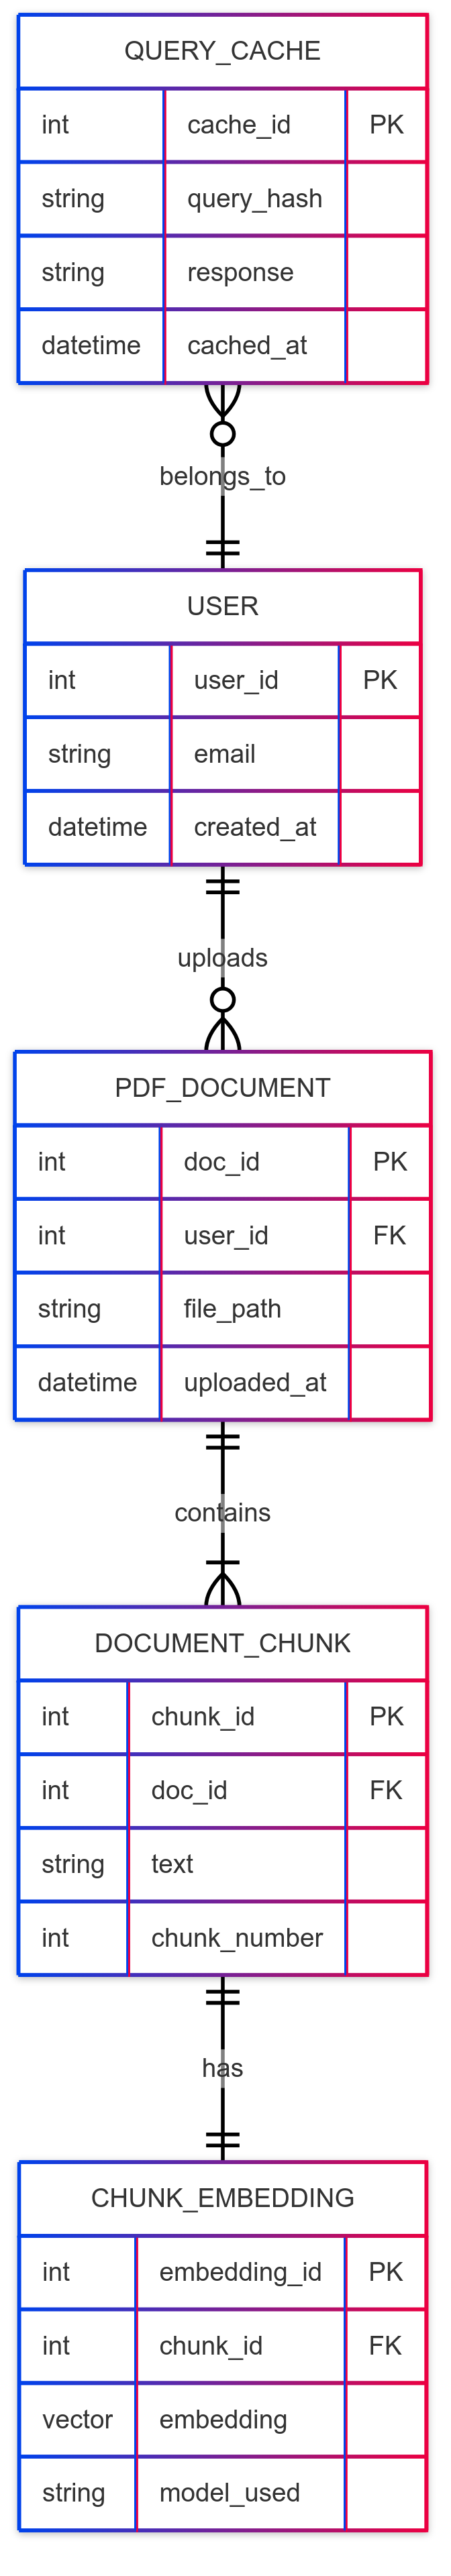 QUERY_CACHE
int cache_id PK
string query_hash
string response
datetime cached_at
belongs_to
USER
int user_id PK
string email
datetime created_at
uploads
PDF_DOCUMENT
int doc_id PK
int user_id FK
string file_path
datetime uploaded_at
contains
DOCUMENT_CHUNK
int chunk_id PK
int doc_id FK
string text
int chunk_number
has
CHUNK_EMBEDDING
int embedding_id PK
int chunk_id FK
vector embedding
string model_used